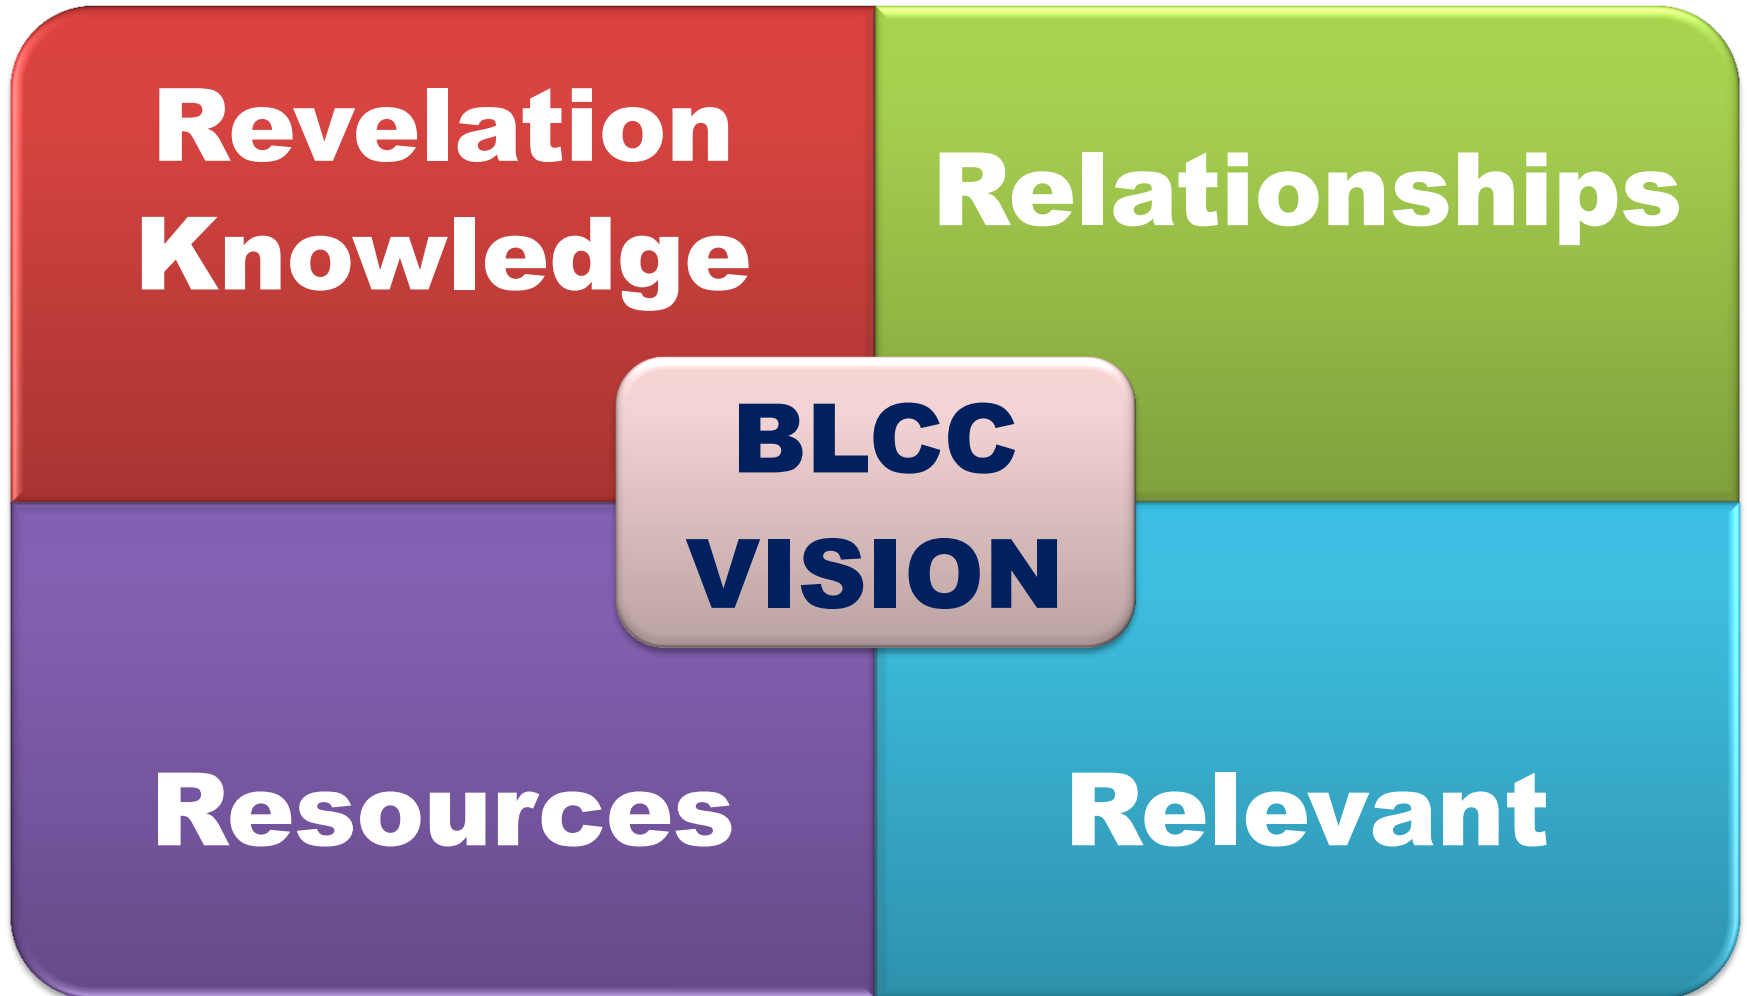 Revelation
Knowledge
Relationships
BLCC
VISION
Resources
Relevant